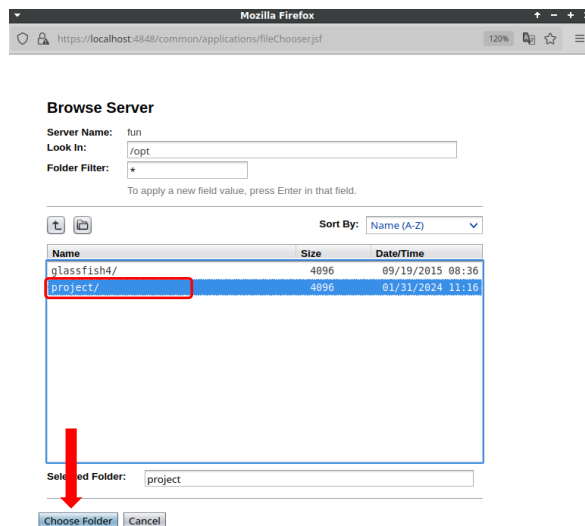 Mozilla Firefox
https://localhost:4848/common/applications/fileChooser.jsf 120%
Browse Server
Server Name: fun
Look In: /opt
Folder Filter: *
To apply a new field value, press Enter in that field.
Sort By: Name (A-Z)
Name Size Date/Time
glassfish4/ 4096 09/19/2015 08:36
project/ 4096 01/31/2024 11:16
Folder: project
Choose Folder Cancel